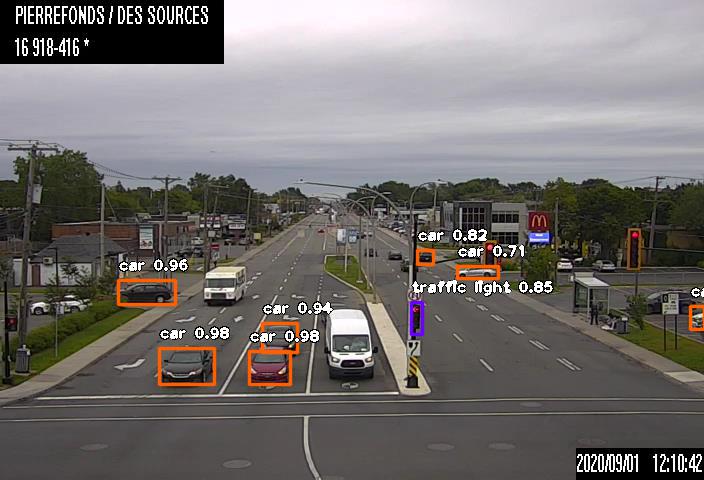 PIERREFONDS / DES SOURCES
16 918-416 *
car 0.82
car 0.71
car 0.96
traffic light 0.85
car 0.94
car 0.98
car 0.98
ca
2020/09/01 12:10:42